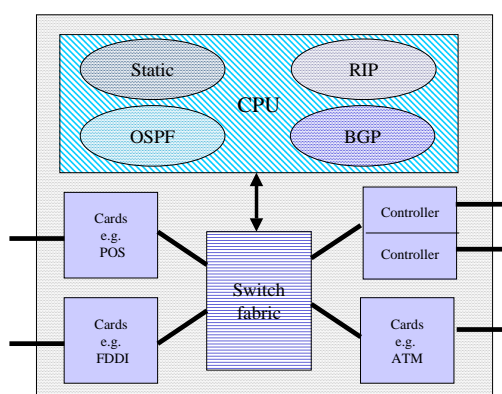 Static
RIP
CPU
OSPF
BGP
Cards
e.g.
POS
Controller
Controller
Switch
fabric
Cards
e.g.
FDDI
Cards
e.g.
ATM